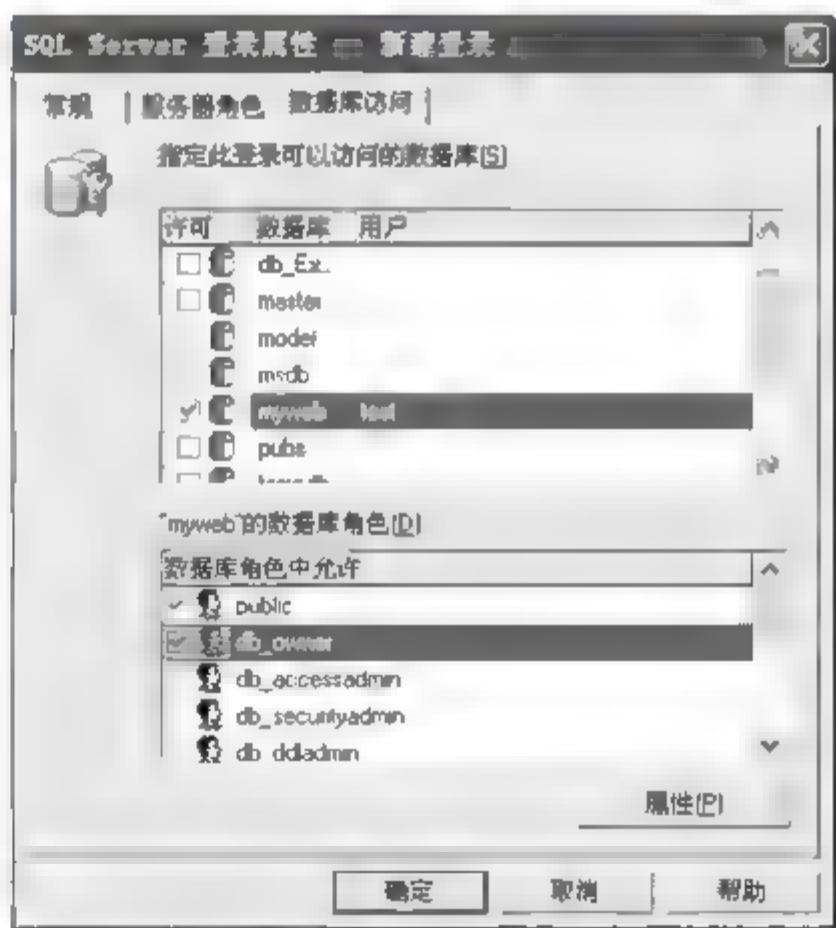 SQL Server 登录属性 — 新建登录
常规 服务器角色 数据库访问
指定此登录可以访问的数据库(S)
许可 数据库 用户
db_Ex..
master
model
msdb
myweb test
pubs
"myweb"的数据库角色(D)
数据库角色中允许
public
db_owner
db_accessadmin
db_securityadmin
db_ddladmin
属性(P)
确定 取消 帮助